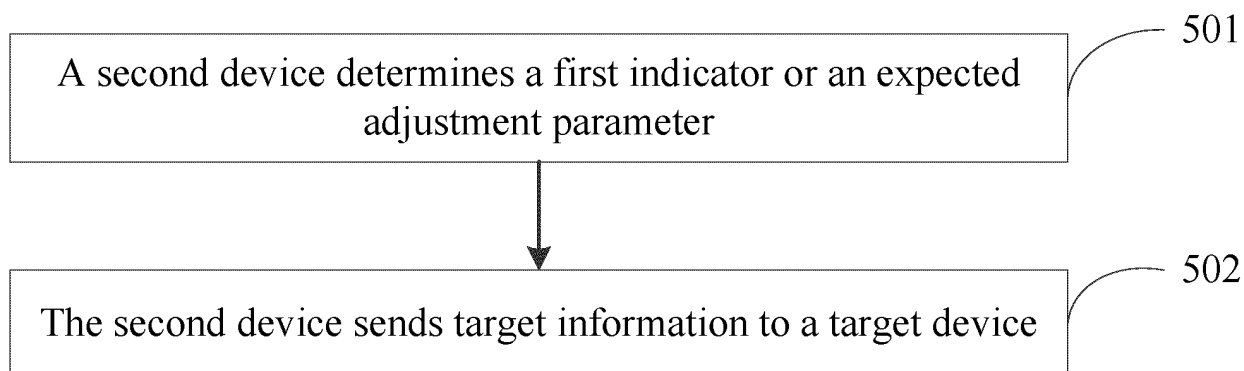 501
A second device determines a first indicator or an expected
adjustment parameter
502
The second device sends target information to a target device